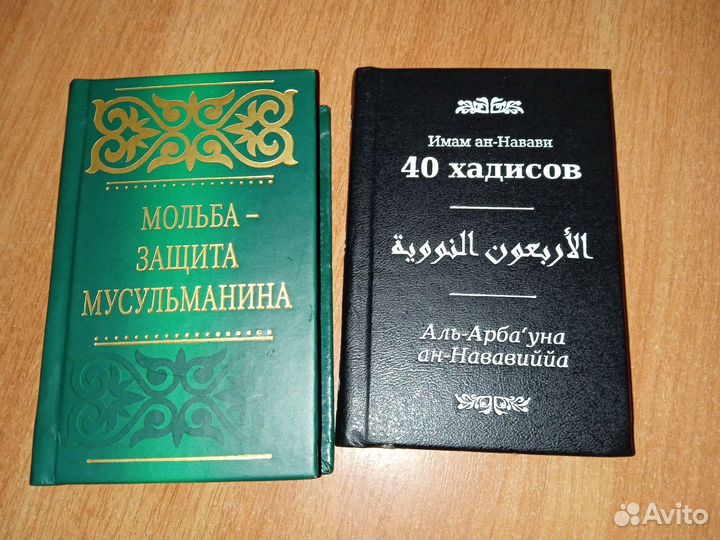 МОЛЬБА –
ЗАЩИТА
МУСУЛЬМАНИНА
Имам ан-Навави
40 хадисов
الأربعون النووية
Аль-Арба‘уна
ан-Нававиййа
Avito